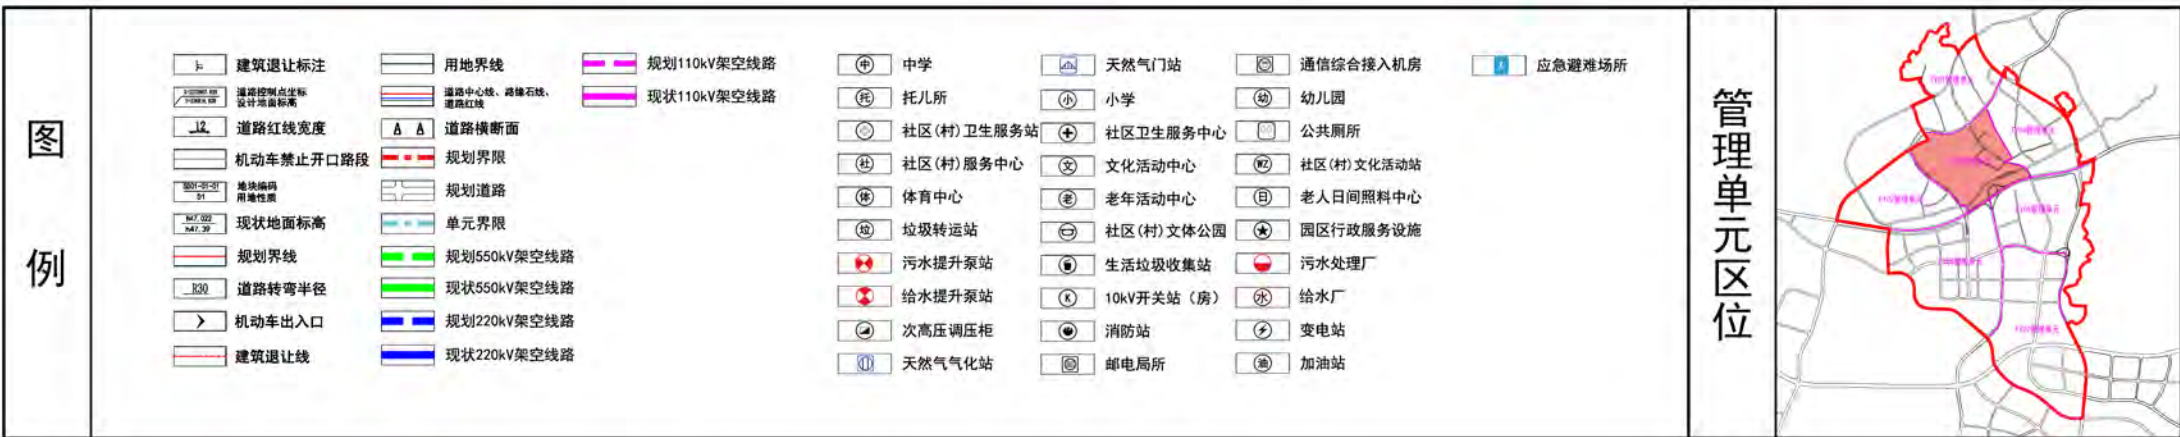 图例
建筑退让标注
道路控制点坐标
设计地面标高
12
道路红线宽度
机动车禁止开口路段
地块编码
用地性质
01
现状地面标高
规划界线
R30
道路转弯半径
机动车出入口
建筑退让线
用地界线
道路中心线、路缘石线、
道路红线
A A
道路横断面
规划界限
规划道路
单元界限
规划550kV架空线路
现状550kV架空线路
规划220kV架空线路
现状220kV架空线路
规划110kV架空线路
现状110kV架空线路
中
中学
托
托儿所
社区(村)卫生服务站
社
社区(村)服务中心
体
体育中心
垃
垃圾转运站
污水提升泵站
给水提升泵站
次高压调压柜
天然气气化站
天然气门站
小
小学
社区卫生服务中心
文
文化活动中心
老
老年活动中心
社区(村)文体公园
生活垃圾收集站
K
10kV开关站（房）
消防站
邮电局所
通信综合接入机房
幼
幼儿园
公共厕所
WZ
社区(村)文化活动站
日
老人日间照料中心
园区行政服务设施
污水处理厂
水
给水厂
变电站
油
加油站
应急避难场所
管理单元区位